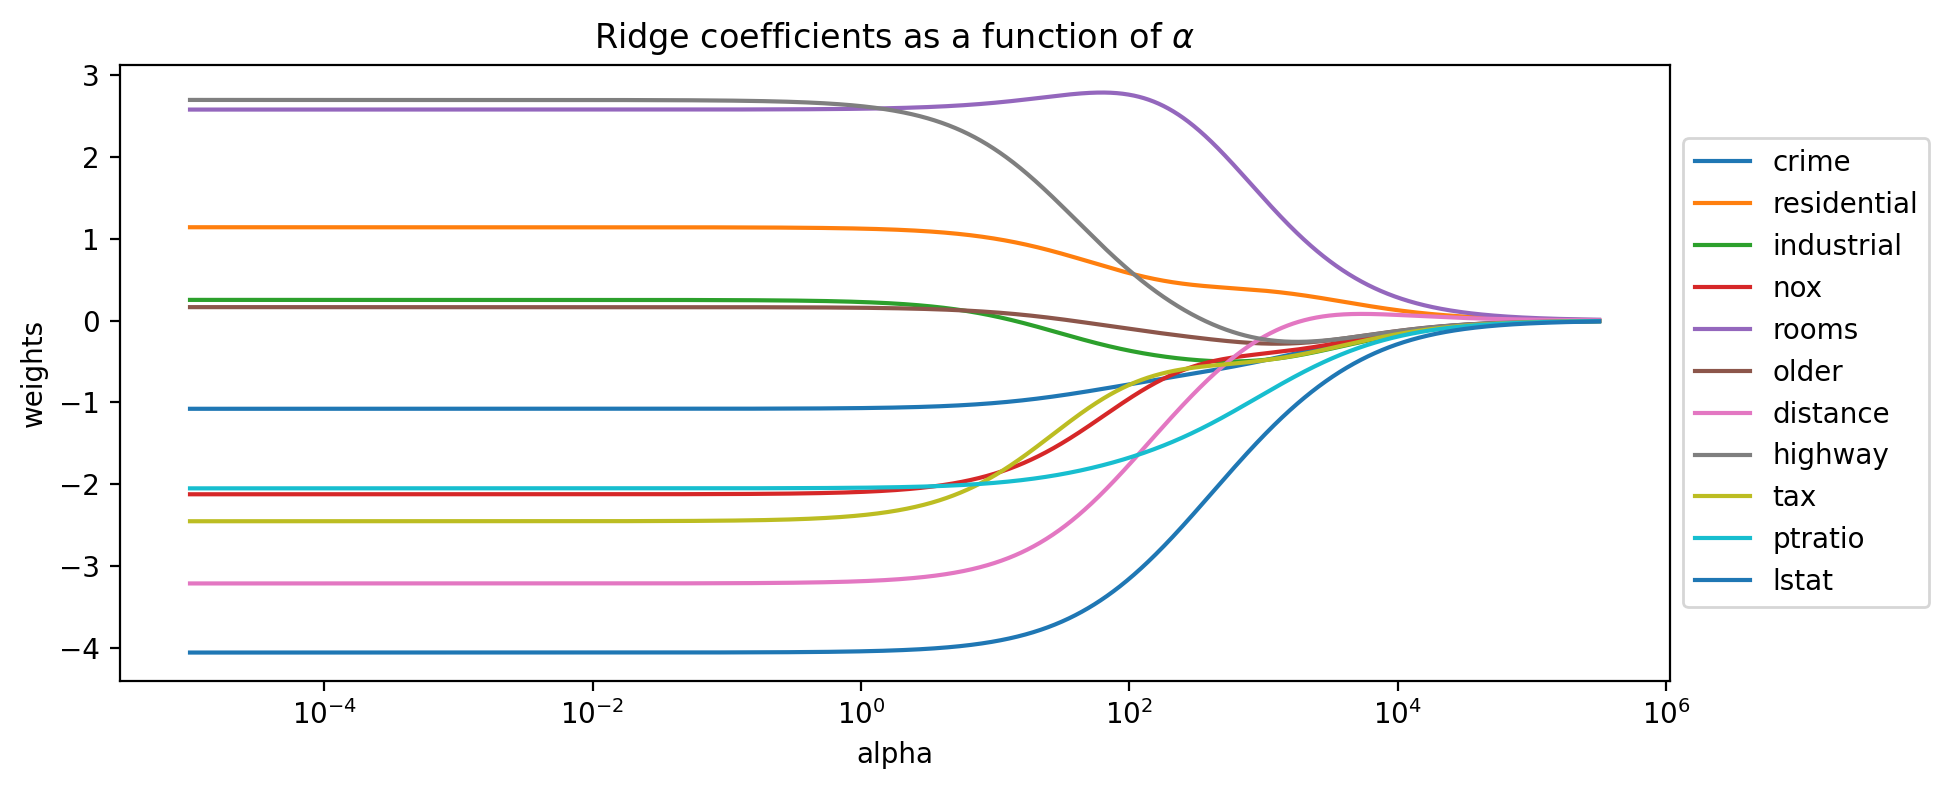 Ridge coefficients as a function of α
3
2
1
0
−1
−2
−3
−4
weights
10⁻⁴
10⁻²
10⁰
10²
10⁴
10⁶
alpha
crime
residential
industrial
nox
rooms
older
distance
highway
tax
ptratio
lstat